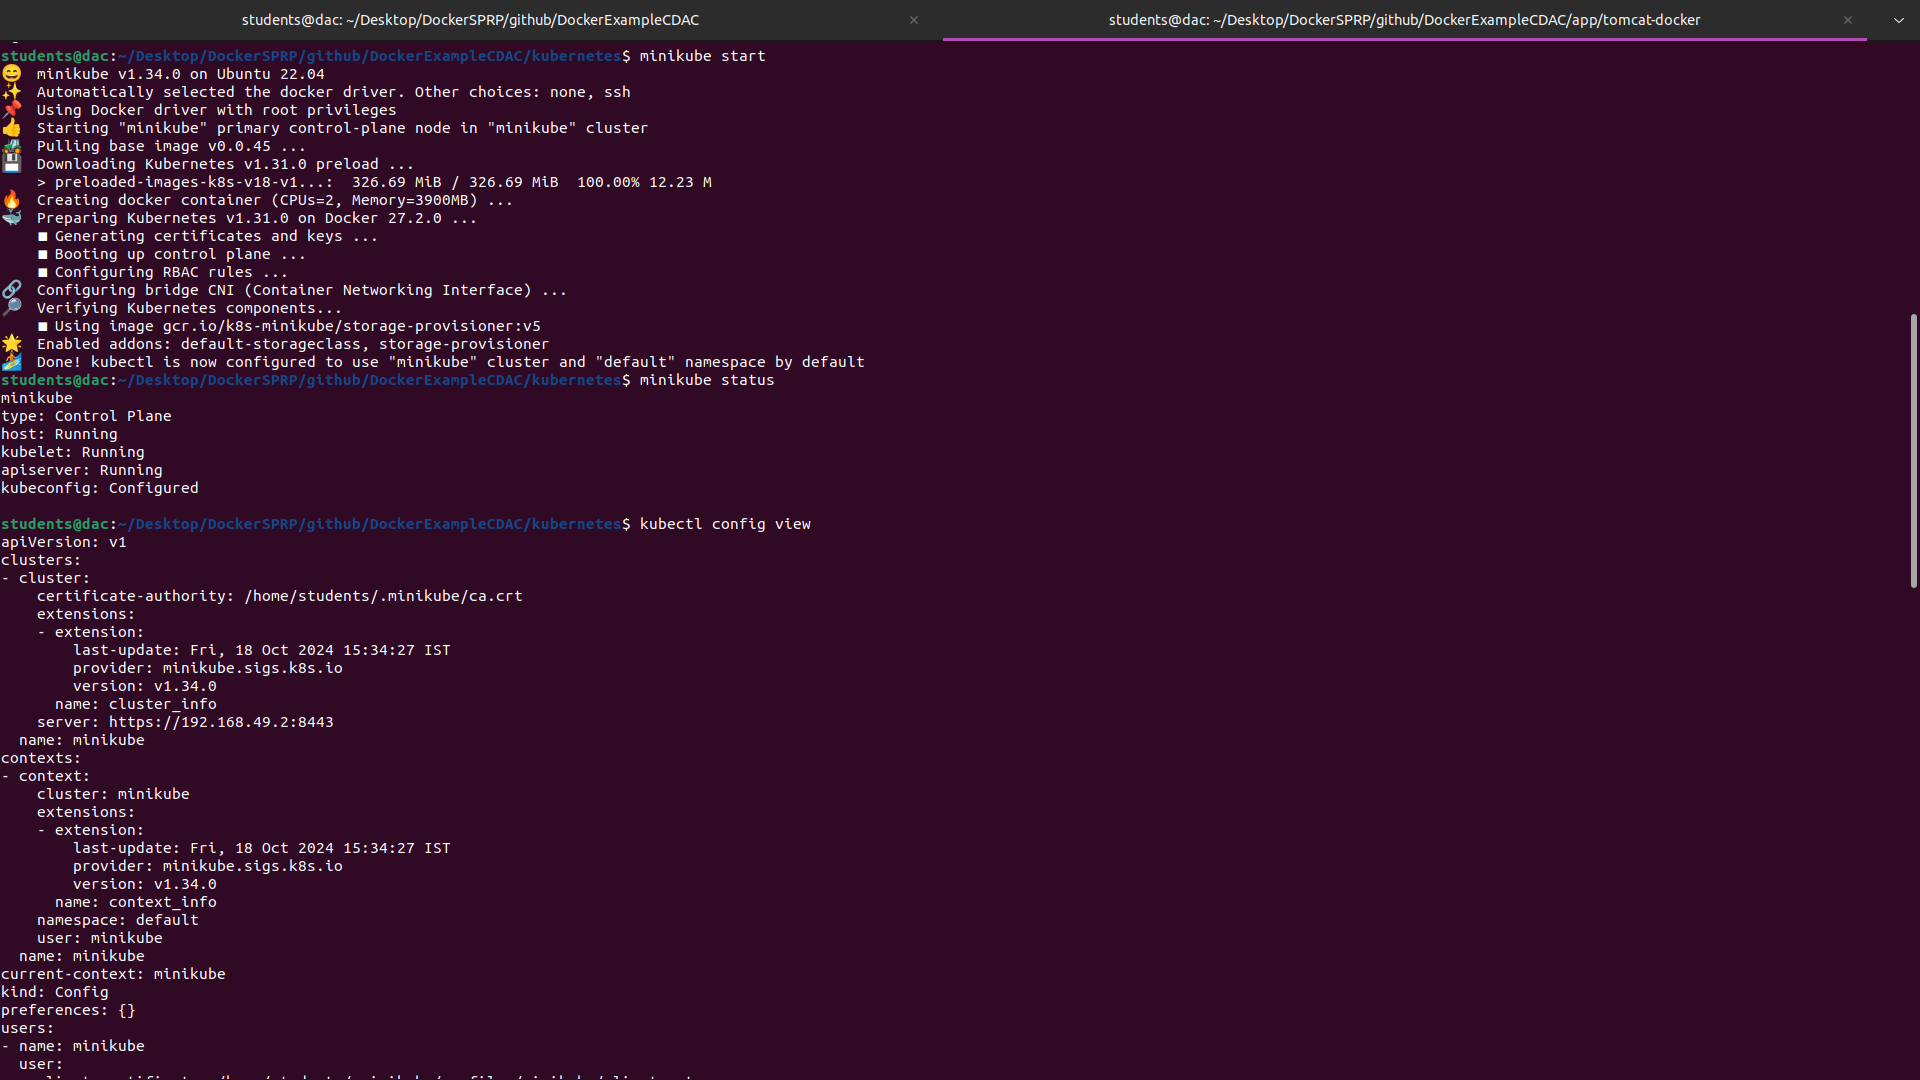 students@dac: ~/Desktop/DockerSPRP/github/DockerExampleCDAC
students@dac: ~/Desktop/DockerSPRP/github/DockerExampleCDAC/app/tomcat-docker
students@dac:~/Desktop/DockerSPRP/github/DockerExampleCDAC/kubernetes$ minikube start
minikube v1.34.0 on Ubuntu 22.04
Automatically selected the docker driver. Other choices: none, ssh
Using Docker driver with root privileges
Starting "minikube" primary control-plane node in "minikube" cluster
Pulling base image v0.0.45 ...
Downloading Kubernetes v1.31.0 preload ...
> preloaded-images-k8s-v18-v1...:  326.69 MiB / 326.69 MiB  100.00% 12.23 M
Creating docker container (CPUs=2, Memory=3900MB) ...
Preparing Kubernetes v1.31.0 on Docker 27.2.0 ...
■ Generating certificates and keys ...
■ Booting up control plane ...
■ Configuring RBAC rules ...
Configuring bridge CNI (Container Networking Interface) ...
Verifying Kubernetes components...
■ Using image gcr.io/k8s-minikube/storage-provisioner:v5
Enabled addons: default-storageclass, storage-provisioner
Done! kubectl is now configured to use "minikube" cluster and "default" namespace by default
students@dac:~/Desktop/DockerSPRP/github/DockerExampleCDAC/kubernetes$ minikube status
minikube
type: Control Plane
host: Running
kubelet: Running
apiserver: Running
kubeconfig: Configured
students@dac:~/Desktop/DockerSPRP/github/DockerExampleCDAC/kubernetes$ kubectl config view
apiVersion: v1
clusters:
- cluster:
    certificate-authority: /home/students/.minikube/ca.crt
    extensions:
    - extension:
        last-update: Fri, 18 Oct 2024 15:34:27 IST
        provider: minikube.sigs.k8s.io
        version: v1.34.0
      name: cluster_info
    server: https://192.168.49.2:8443
  name: minikube
contexts:
- context:
    cluster: minikube
    extensions:
    - extension:
        last-update: Fri, 18 Oct 2024 15:34:27 IST
        provider: minikube.sigs.k8s.io
        version: v1.34.0
      name: context_info
    namespace: default
    user: minikube
  name: minikube
current-context: minikube
kind: Config
preferences: {}
users:
- name: minikube
  user: